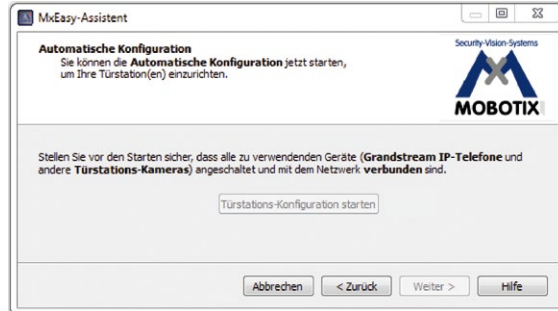 MxEasy-Assistent
Automatische Konfiguration
Sie können die Automatische Konfiguration jetzt starten,
um Ihre Türstation(en) einzurichten.
Security-Vision-Systems
MOBOTIX
Stellen Sie vor den Starten sicher, dass alle zu verwendenden Geräte (Grandstream IP-Telefone und
andere Türstations-Kameras) angeschaltet und mit dem Netzwerk verbunden sind.
Türstations-Konfiguration starten
Abbrechen
< Zurück
Weiter >
Hilfe